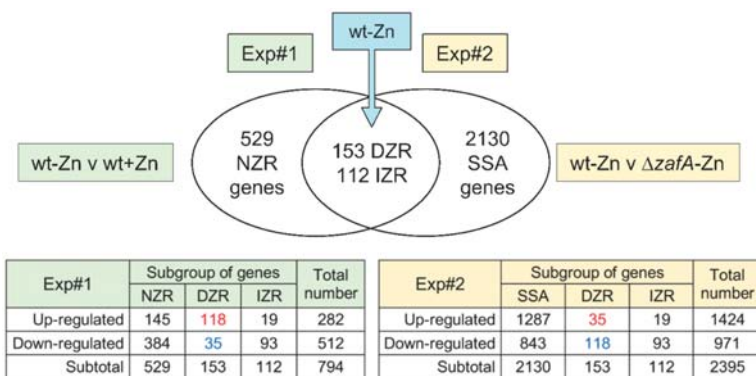 wt-Zn
Exp#1 Exp#2
529 NZR genes
153 DZR
112 IZR
2130 SSA genes
wt-Zn v wt+Zn
wt-Zn v ΔzafA-Zn
Exp#1 Subgroup of genes Total number
NZR DZR IZR
Up-regulated 145 118 19 282
Down-regulated 384 35 93 512
Subtotal 529 153 112 794
Exp#2 Subgroup of genes Total number
SSA DZR IZR
Up-regulated 1287 35 19 1424
Down-regulated 843 118 93 971
Subtotal 2130 153 112 2395